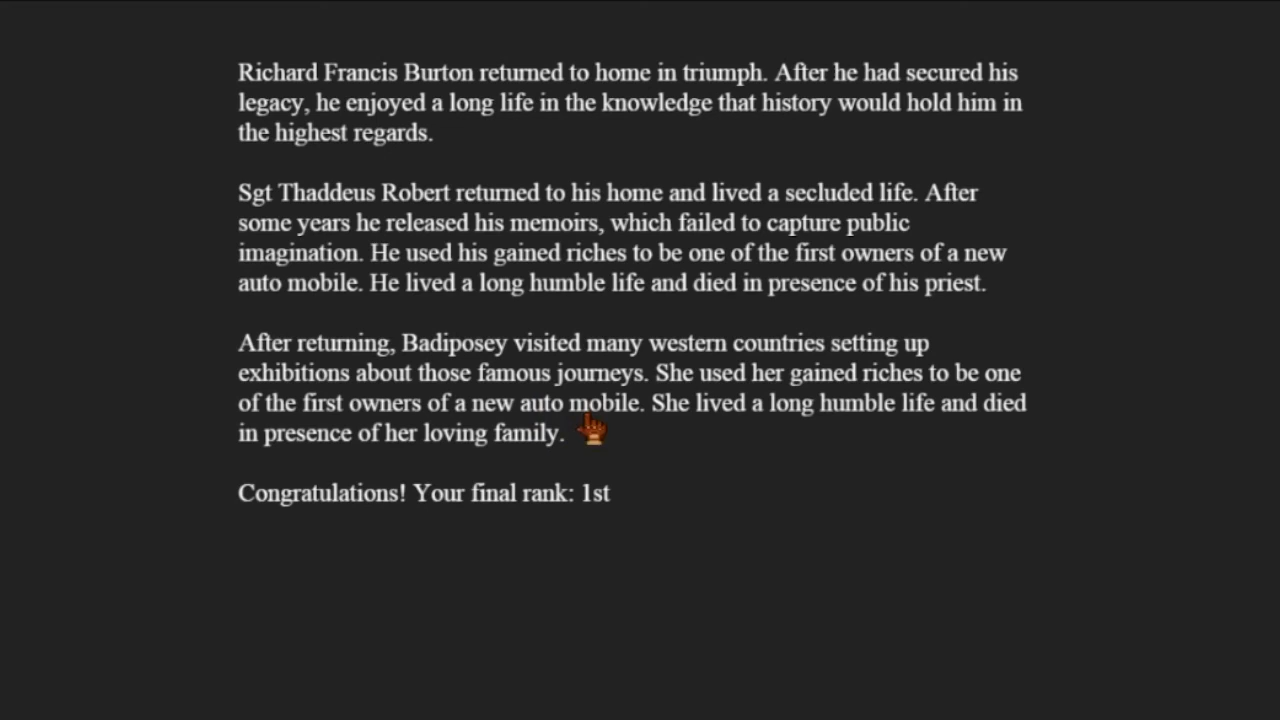 Richard Francis Burton returned to home in triumph. After he had secured his
legacy, he enjoyed a long life in the knowledge that history would hold him in
the highest regards.
Sgt Thaddeus Robert returned to his home and lived a secluded life. After
some years he released his memoirs, which failed to capture public
imagination. He used his gained riches to be one of the first owners of a new
auto mobile. He lived a long humble life and died in presence of his priest.
After returning, Badiposey visited many western countries setting up
exhibitions about those famous journeys. She used her gained riches to be one
of the first owners of a new auto mobile. She lived a long humble life and died
in presence of her loving family.
Congratulations! Your final rank: 1st